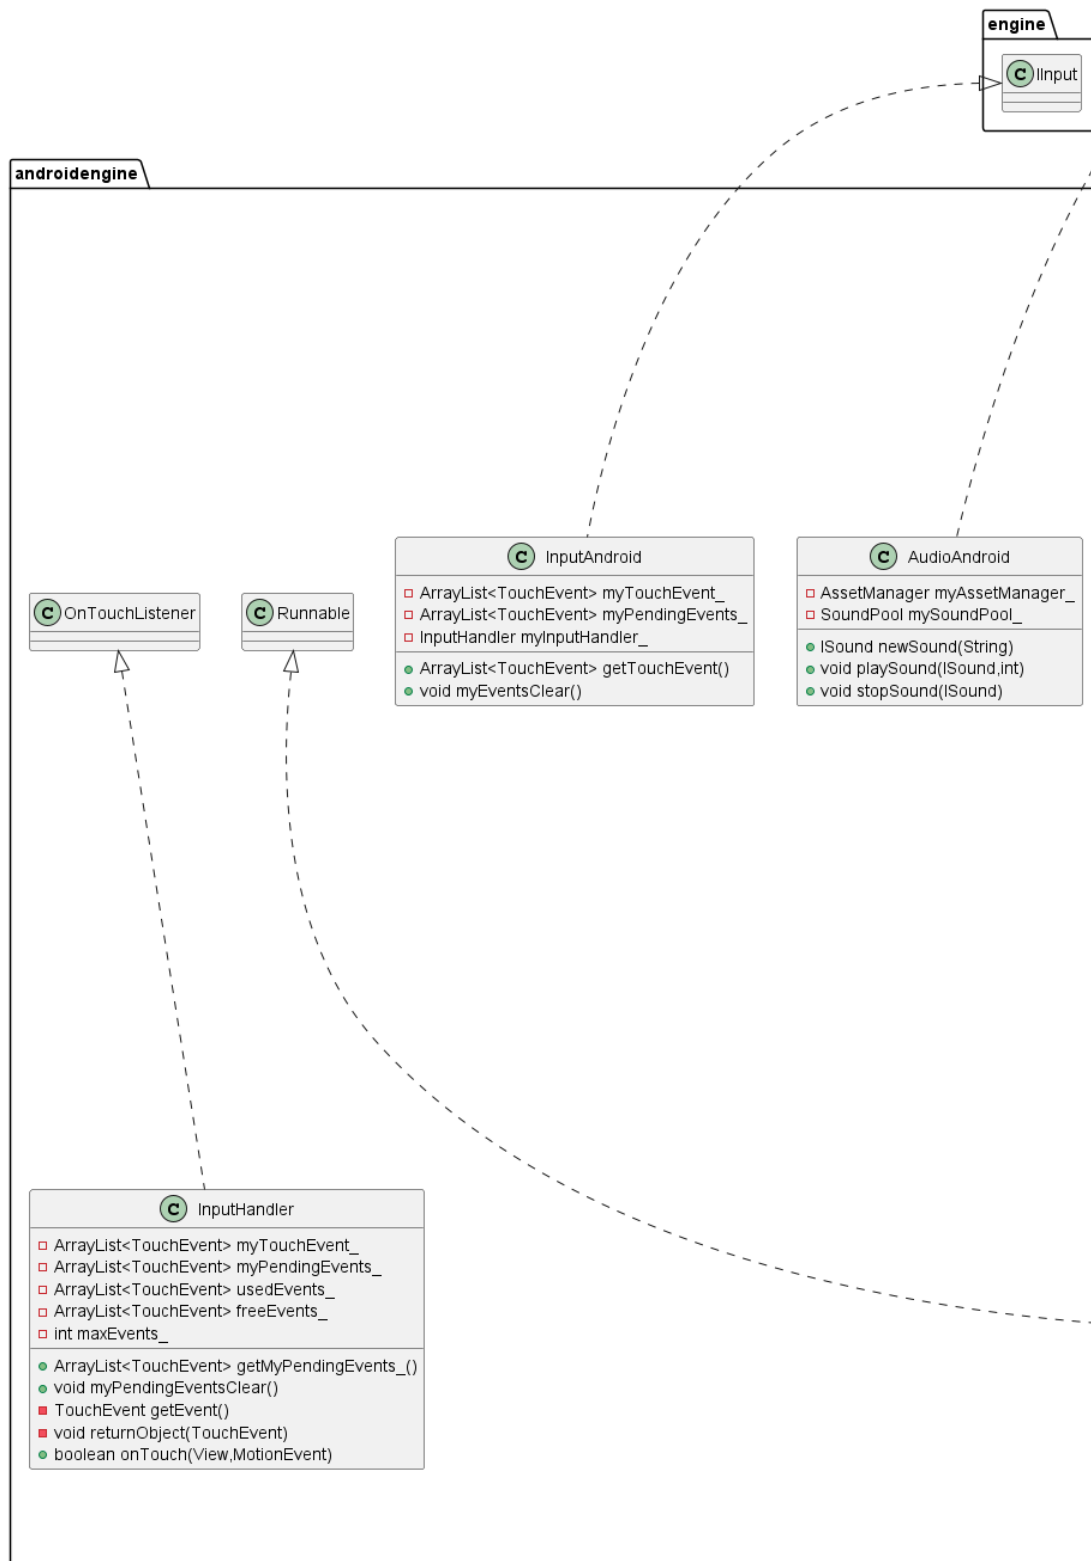 engine
C IInput
androidengine
C InputAndroid
ArrayList<TouchEvent> myTouchEvent_
ArrayList<TouchEvent> myPendingEvents_
InputHandler myInputHandler_
ArrayList<TouchEvent> getTouchEvent()
void myEventsClear()
C AudioAndroid
AssetManager myAssetManager_
SoundPool mySoundPool_
ISound newSound(String)
void playSound(ISound,int)
void stopSound(ISound)
C OnTouchListener
C Runnable
C InputHandler
ArrayList<TouchEvent> myTouchEvent_
ArrayList<TouchEvent> myPendingEvents_
ArrayList<TouchEvent> usedEvents_
ArrayList<TouchEvent> freeEvents_
int maxEvents_
ArrayList<TouchEvent> getMyPendingEvents_()
void myPendingEventsClear()
TouchEvent getEvent()
void returnObject(TouchEvent)
boolean onTouch(View,MotionEvent)